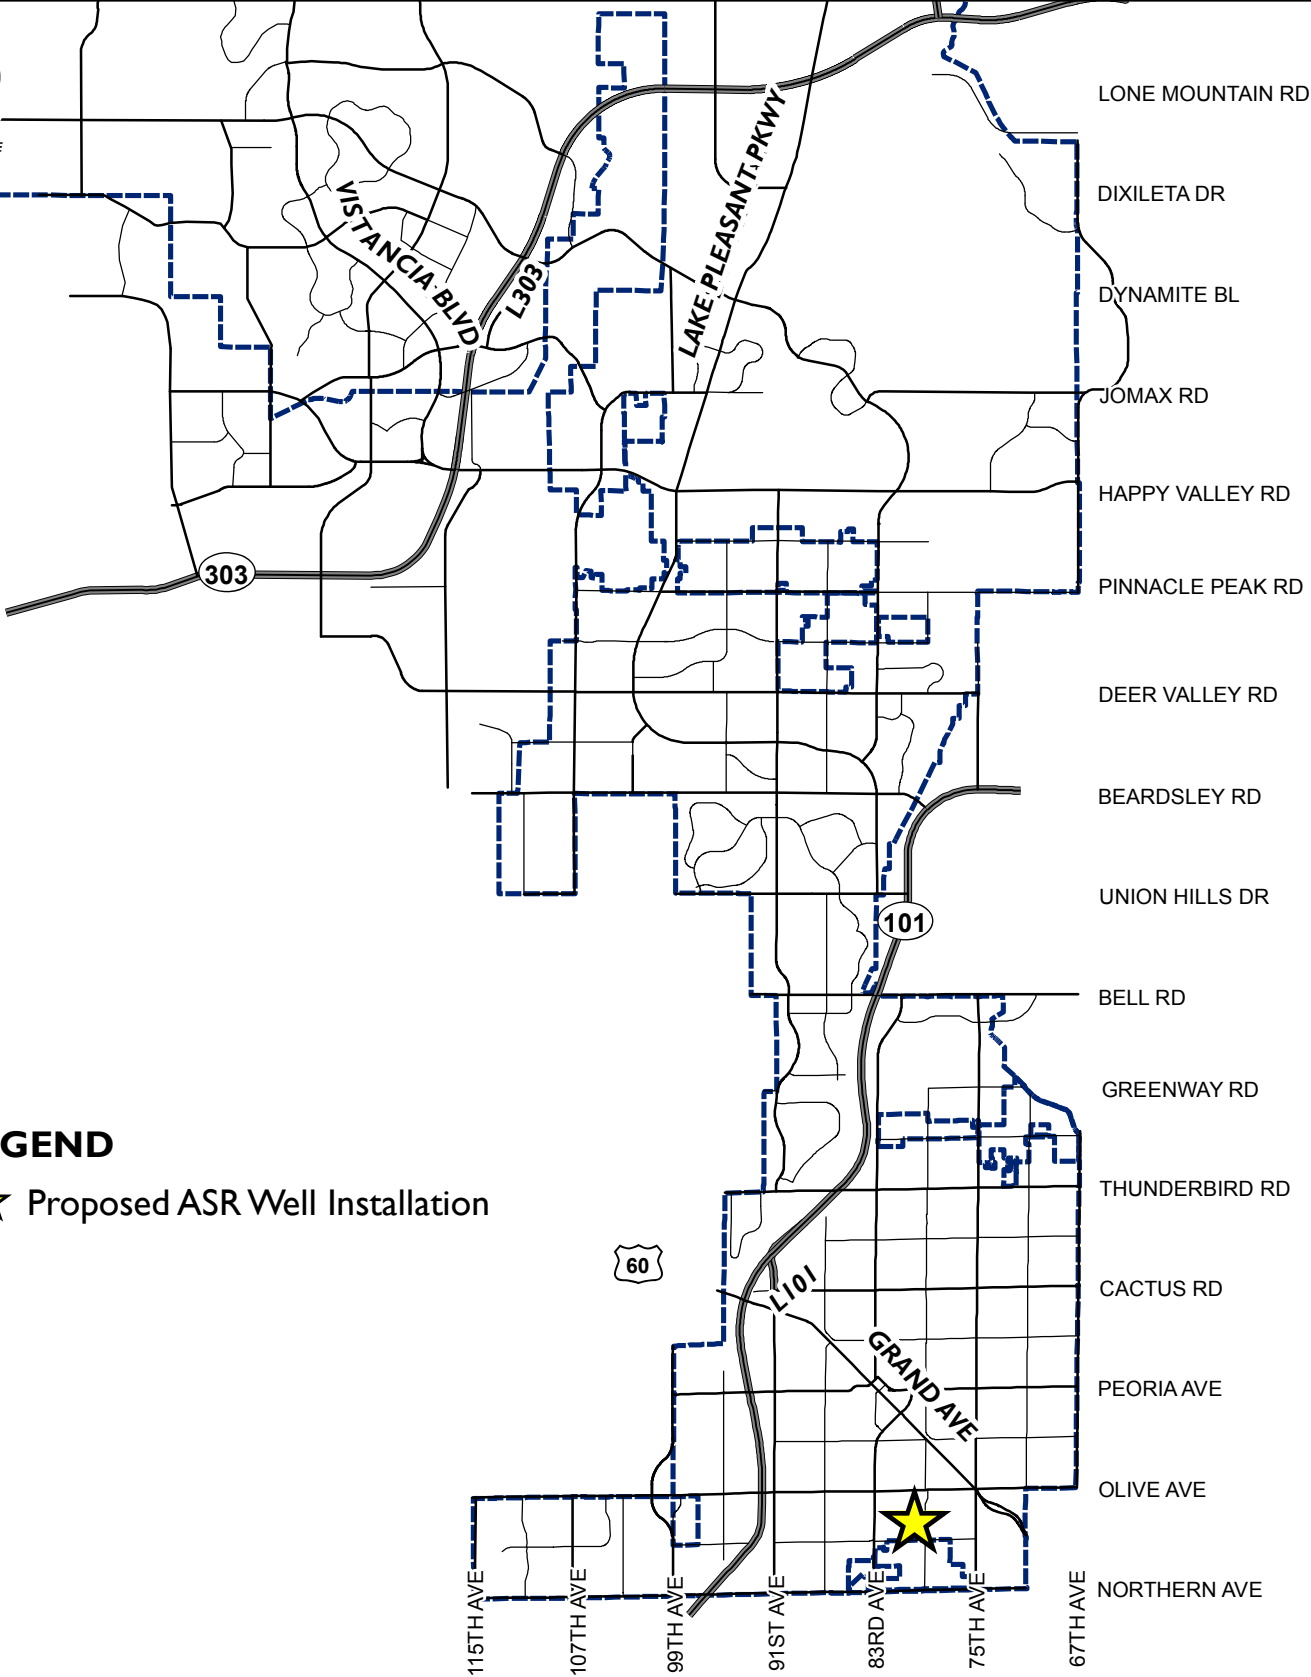 LONE MOUNTAIN RD
LAKE PLEASANT PKWY
DIXILETA DR
VISTANCIA BLVD
L303
DYNAMITE BL
JOMAX RD
HAPPY VALLEY RD
303
PINNACLE PEAK RD
DEER VALLEY RD
BEARDSLEY RD
UNION HILLS DR
101
BELL RD
GREENWAY RD
GEND
Proposed ASR Well Installation
THUNDERBIRD RD
60
L101
CACTUS RD
GRAND AVE
PEORIA AVE
OLIVE AVE
NORTHERN AVE
115TH AVE
107TH AVE
99TH AVE
91ST AVE
83RD AVE
75TH AVE
67TH AVE